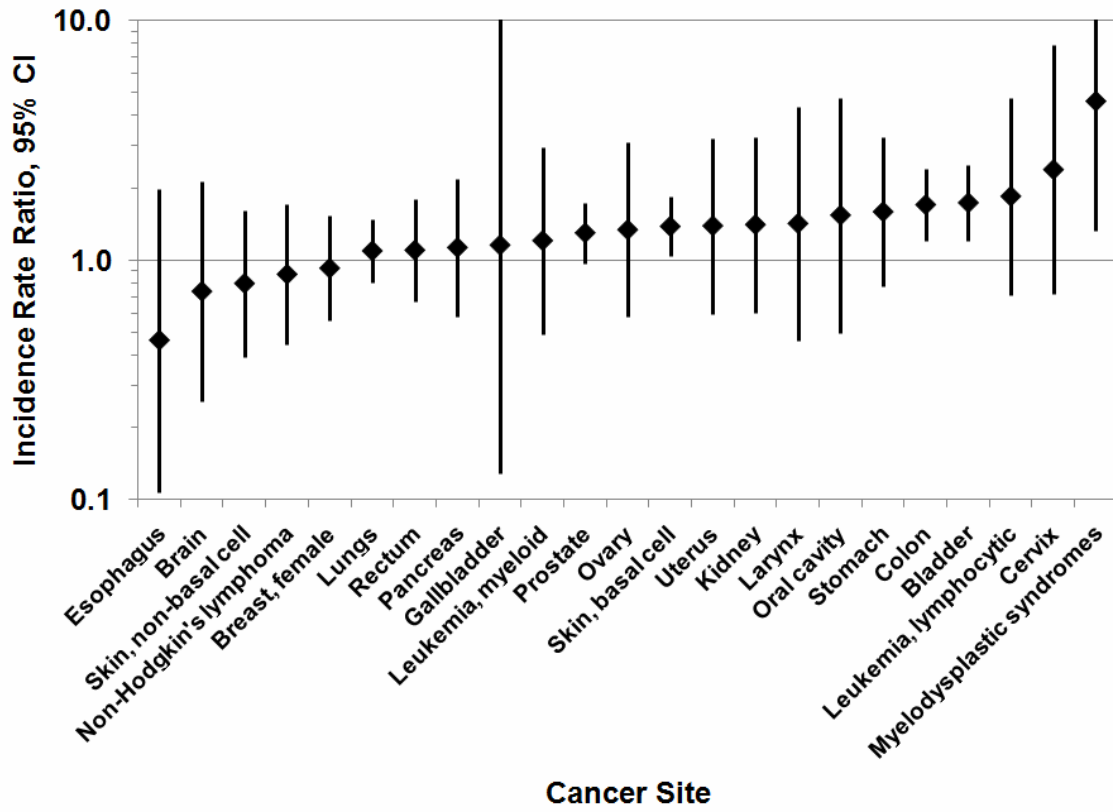 Incidence Rate Ratio, 95% CI
10.0
1.0
0.1
Esophagus
Brain
Skin, non-basal cell
Non-Hodgkin's lymphoma
Breast, female
Lungs
Rectum
Pancreas
Gallbladder
Leukemia, myeloid
Prostate
Ovary
Skin, basal cell
Uterus
Kidney
Larynx
Oral cavity
Stomach
Colon
Bladder
Leukemia, lymphocytic
Cervix
Myelodysplastic syndromes
Cancer Site